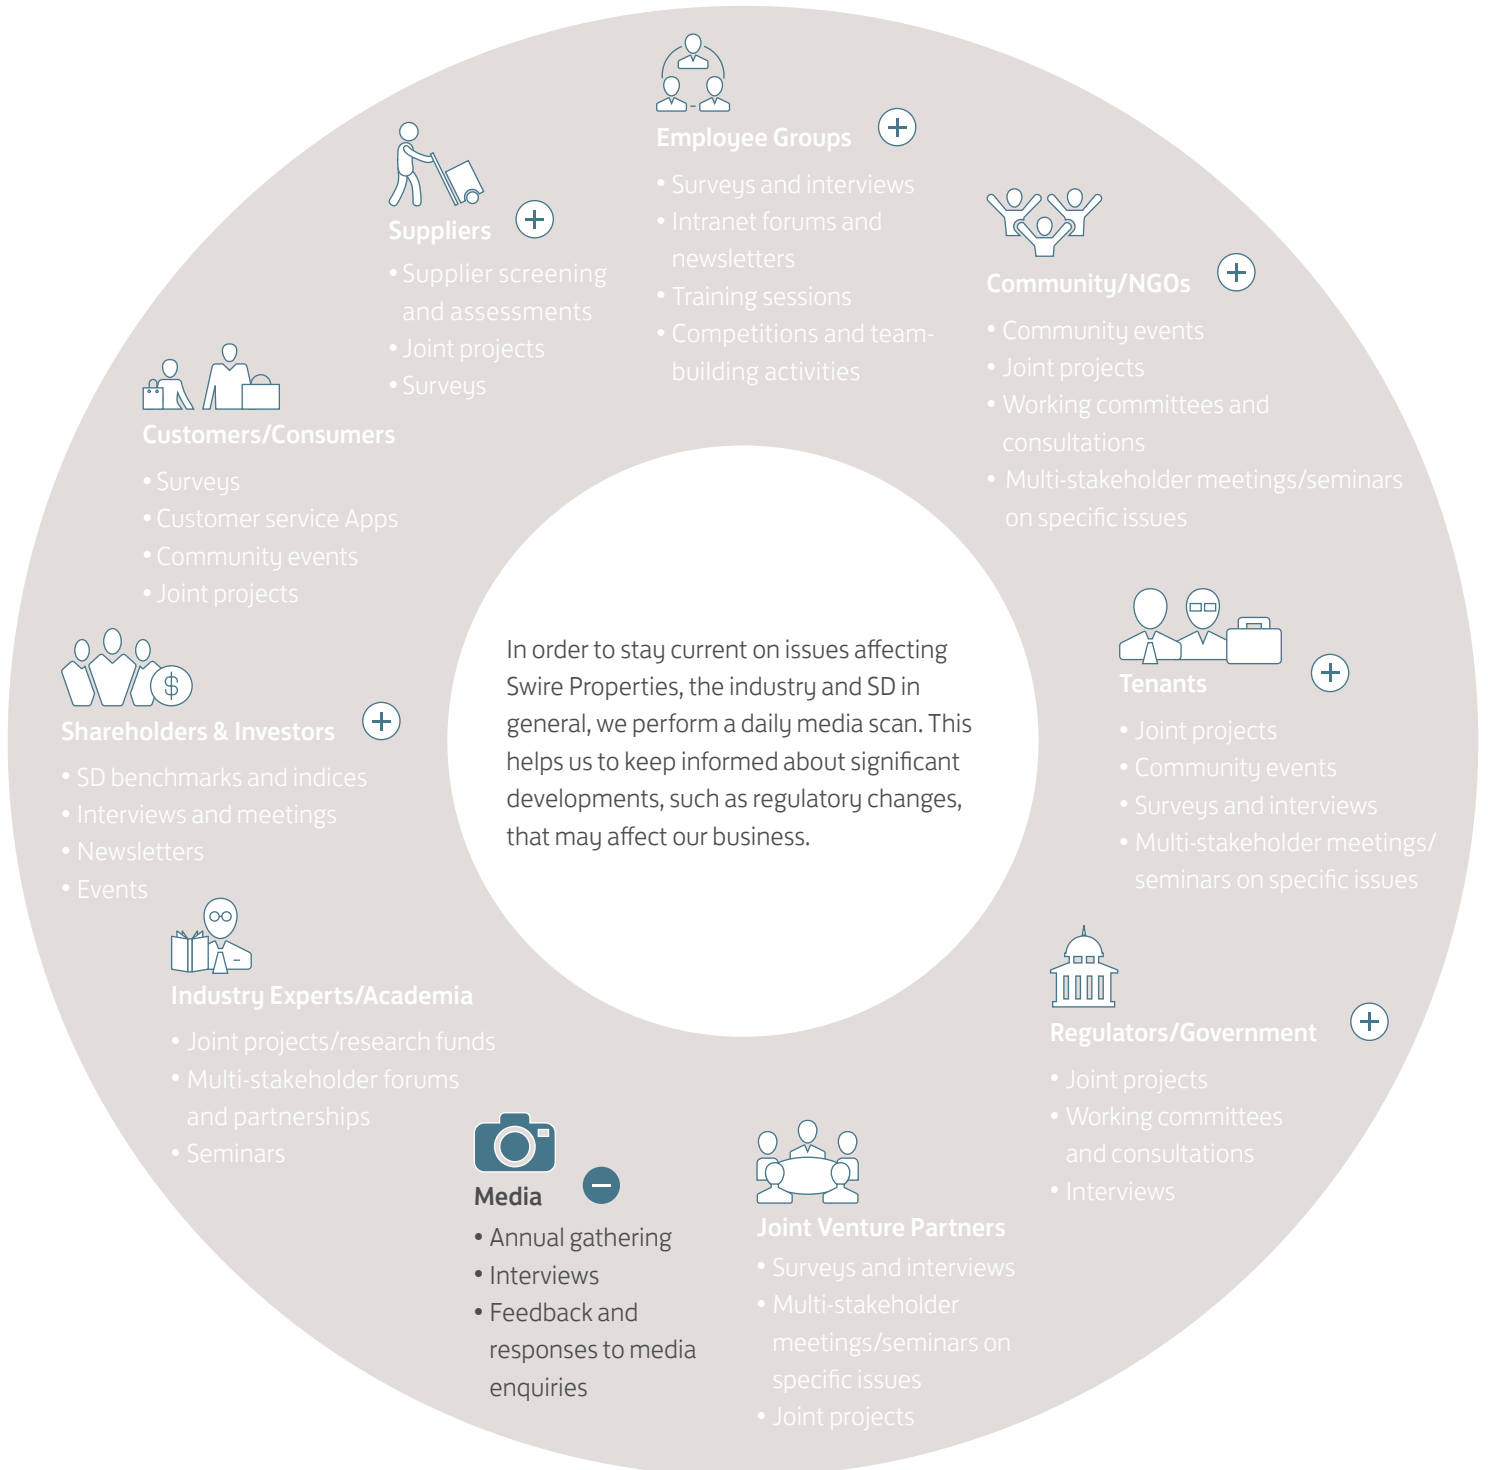 Employee Groups
• Surveys and interviews
• Intranet forums and
newsletters
• Training sessions
• Competitions and team-
building activities
Suppliers
• Supplier screening
and assessments
• Joint projects
• Surveys
Community/NGOs
• Community events
• Joint projects
• Working committees and
consultations
• Multi-stakeholder meetings/seminars
on specific issues
Customers/Consumers
• Surveys
• Customer service Apps
• Community events
• Joint projects
In order to stay current on issues affecting
Swire Properties, the industry and SD in
general, we perform a daily media scan. This
helps us to keep informed about significant
developments, such as regulatory changes,
that may affect our business.
Tenants
• Joint projects
• Community events
• Surveys and interviews
• Multi-stakeholder meetings/
seminars on specific issues
$
Shareholders & Investors
• SD benchmarks and indices
• Interviews and meetings
• Newsletters
• Events
Industry Experts/Academia
• Joint projects/research funds
• Multi-stakeholder forums
and partnerships
• Seminars
Regulators/Government
• Joint projects
• Working committees
and consultations
• Interviews
Media
• Annual gathering
• Interviews
• Feedback and
responses to media
enquiries
Joint Venture Partners
• Surveys and interviews
• Multi-stakeholder
meetings/seminars on
specific issues
• Joint projects